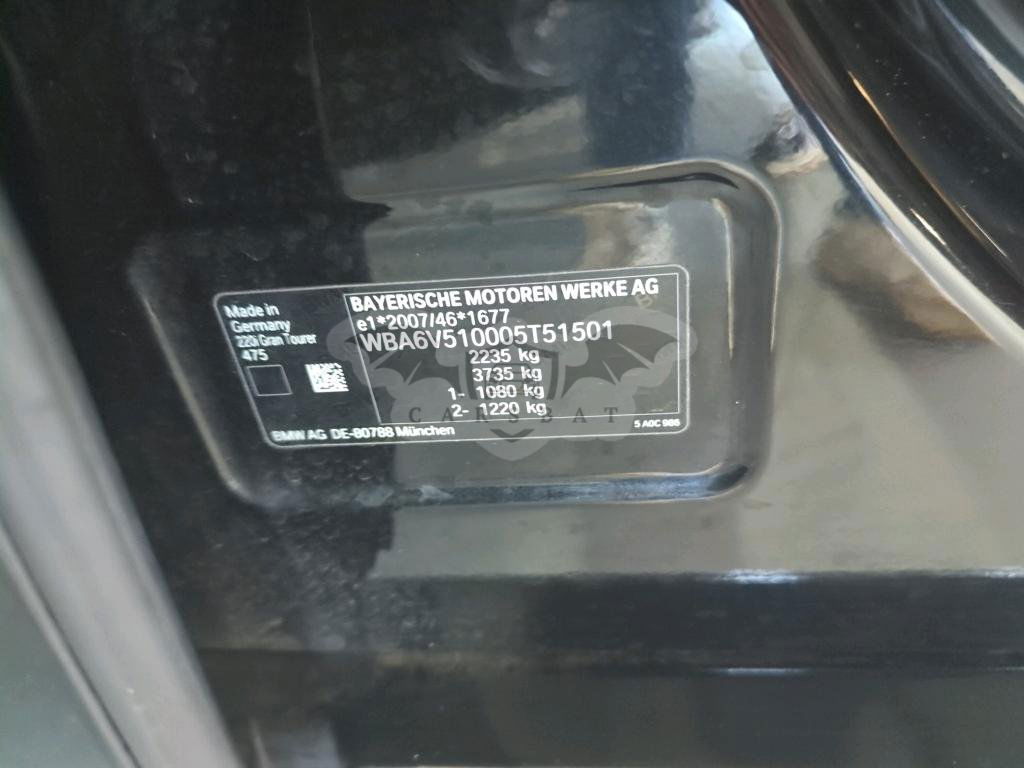 Made in
Germany
220i Gran Tourer
475
BAYERISCHE MOTOREN WERKE AG
e1*2007/46*1677
WBA6V510005T51501
2235 kg
3735 kg
1- 1080 kg
2- 1220 kg
BMW AG DE-80788 München
5 A0C 986
CARSBAT